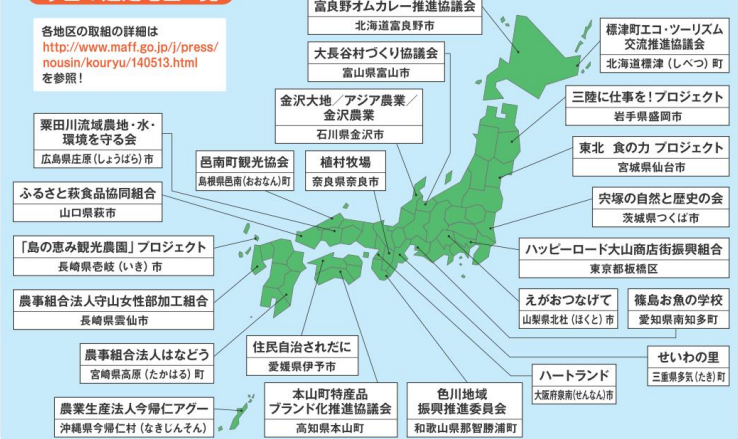 各地区の取組の詳細は
http://www.maff.go.jp/j/press/
nousin/kouryu/140513.html
を参照！
富良野オムカレー推進協議会
北海道富良野市
標津町エコ・ツーリズム
交流推進協議会
北海道標津（しべつ）町
大長谷村づくり協議会
富山県富山市
金沢大地／アジア農業／
金沢農業
石川県金沢市
三陸に仕事を！プロジェクト
岩手県盛岡市
粟田川流域農地・水・
環境を守る会
広島県庄原（しょうばら）市
邑南町観光協会
島根県邑南（おおなん）町
植村牧場
奈良県奈良市
東北 食の力 プロジェクト
宮城県仙台市
ふるさと萩食品協同組合
山口県萩市
宍塚の自然と歴史の会
茨城県つくば市
「島の恵み観光農園」プロジェクト
長崎県壱岐（いき）市
ハッピーロード大山商店街振興組合
東京都板橋区
農事組合法人守山女性部加工組合
長崎県雲仙市
えがおつなげて
山梨県北杜（ほくと）市
篠島お魚の学校
愛知県南知多町
農事組合法人はなどう
宮崎県高原（たかはる）町
住民自治されだに
愛媛県伊予市
ハートランド
大阪府泉南（せんなん）市
せいわの里
三重県多気（たき）町
農業生産法人今帰仁アグー
沖縄県今帰仁村（なきじんそん）
本山町特産品
ブランド化推進協議会
高知県本山町
色川地域
振興推進委員会
和歌山県那智勝浦町